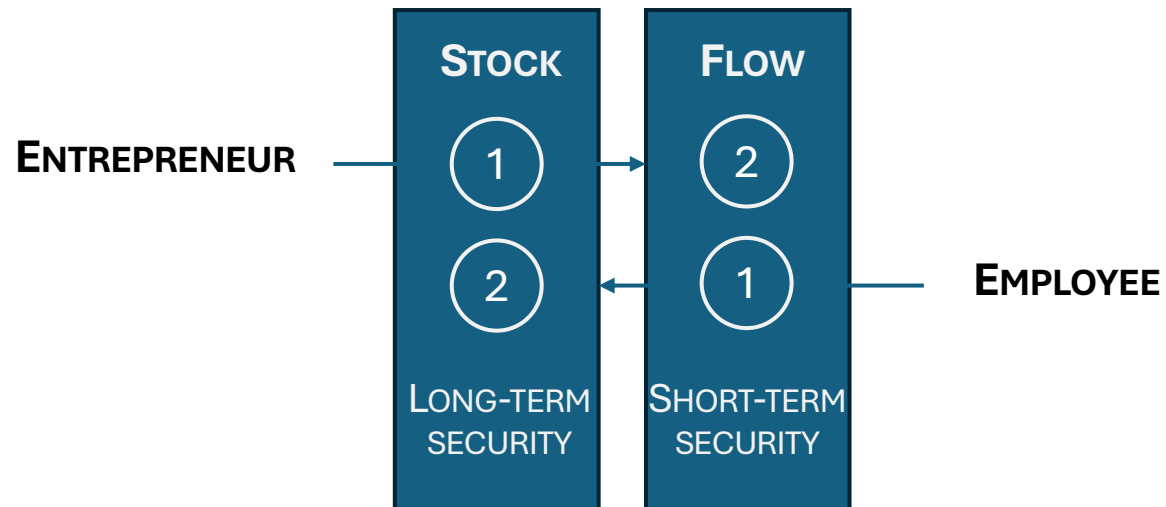 STOCK
FLOW
ENTREPRENEUR
1
2
2
1
EMPLOYEE
LONG-TERM
SECURITY
SHORT-TERM
SECURITY